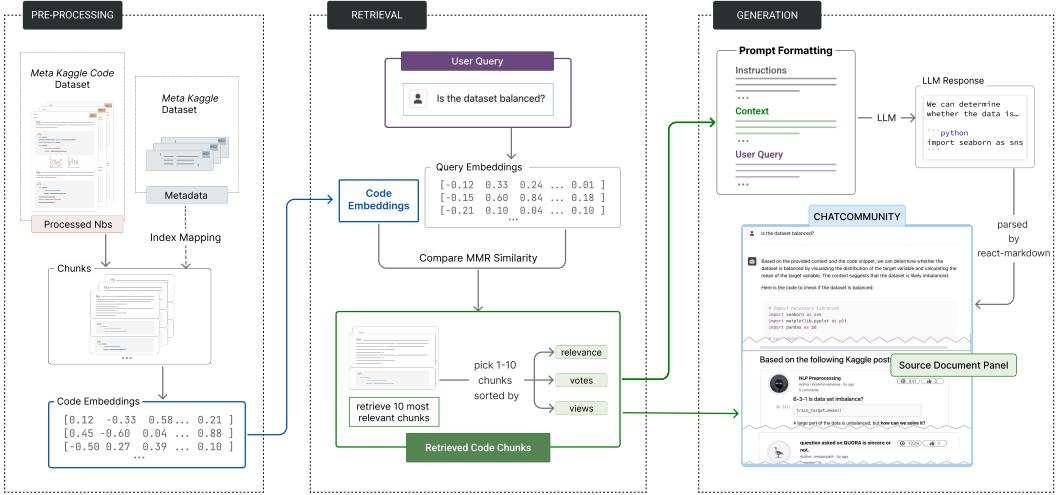 PRE-PROCESSING
Meta Kaggle Code
Dataset
Meta Kaggle
Dataset
Metadata
Processed Nbs
Index Mapping
Chunks
...
Code Embeddings
[0.12 -0.33 0.58... 0.21 ]
[0.45 -0.60 0.04 ... 0.88 ]
[-0.50 0.27 0.39 ... 0.10 ]
...
RETRIEVAL
User Query
Is the dataset balanced?
Code
Embeddings
Query Embeddings
[-0.12 0.33 0.24 ... 0.01 ]
[-0.15 0.60 0.84 ... 0.18 ]
[-0.21 0.10 0.04 ... 0.10 ]
...
Compare MMR Similarity
retrieve 10 most
relevant chunks
pick 1-10
chunks
sorted by
relevance
votes
views
Retrieved Code Chunks
GENERATION
Prompt Formatting
Instructions
...
Context
...
User Query
...
LLM
LLM Response
We can determine
whether the data is…
```python
import seaborn as sns
```
parsed
by
react-markdown
CHATCOMMUNITY
Is the dataset balanced?
Based on the provided context and the code snippet, we can determine whether the
dataset is balanced by visualizing the distribution of the target variable and calculating the
mean of the target variable. The context suggests that the dataset is likely imbalanced.
Here is the code to check if the dataset is balanced:
# Import necessary libraries
import seaborn as sns
import matplotlib.pyplot as plt
import pandas as pd
Based on the following Kaggle posts
Source Document Panel
NLP Preprocessing
6-3-1 Is data set imbalance?
train_target.mean()
A large part of the data is unbalanced, but how can we solve it?
question asked on QUORA is sincere or
not.